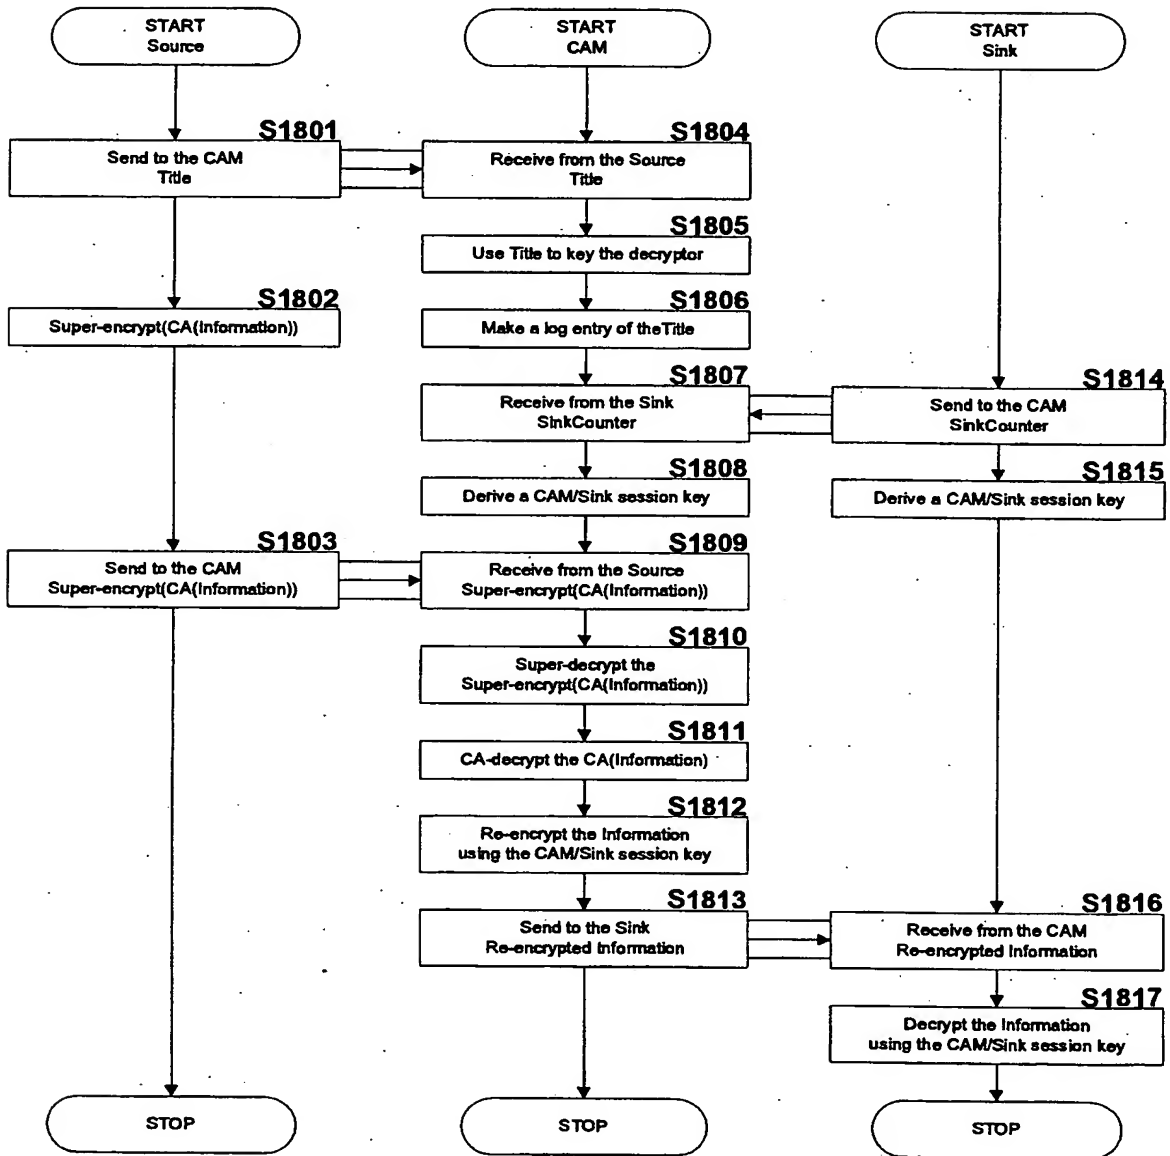 START
Source
START
CAM
START
Sink
S1801
Send to the CAM
Title
S1804
Receive from the Source
Title
S1805
Use Title to key the decryptor
S1802
Super-encrypt(CA(Information))
S1806
Make a log entry of theTitle
S1807
Receive from the Sink
SinkCounter
S1814
Send to the CAM
SinkCounter
S1808
Derive a CAM/Sink session key
S1815
Derive a CAM/Sink session key
S1803
Send to the CAM
Super-encrypt(CA(Information))
S1809
Receive from the Source
Super-encrypt(CA(Information))
S1810
Super-decrypt the
Super-encrypt(CA(Information))
S1811
CA-decrypt the CA(Information)
S1812
Re-encrypt the Information
using the CAM/Sink session key
S1813
Send to the Sink
Re-encrypted Information
S1816
Receive from the CAM
Re-encrypted Information
S1817
Decrypt the Information
using the CAM/Sink session key
STOP
STOP
STOP